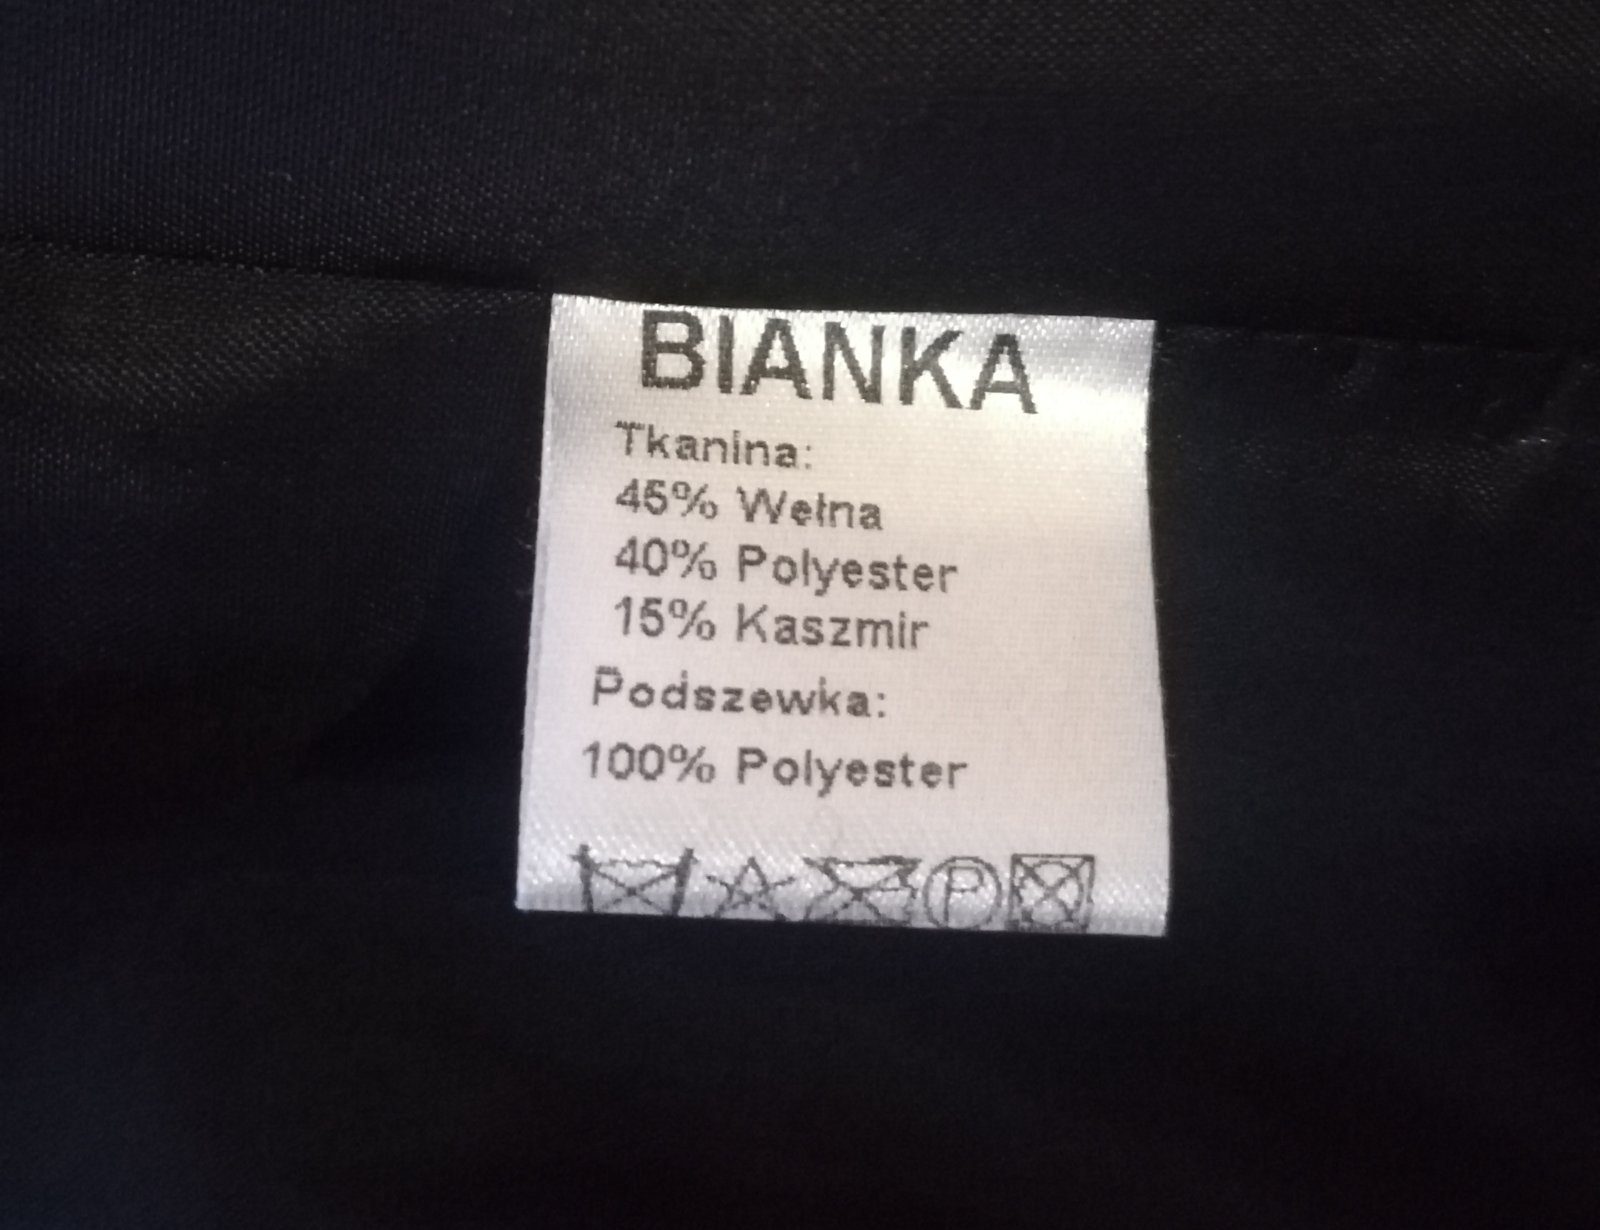 BIANKA
Tkanina:
45% Wełna
40% Polyester
15% Kaszmir
Podszewka:
100% Polyester
P